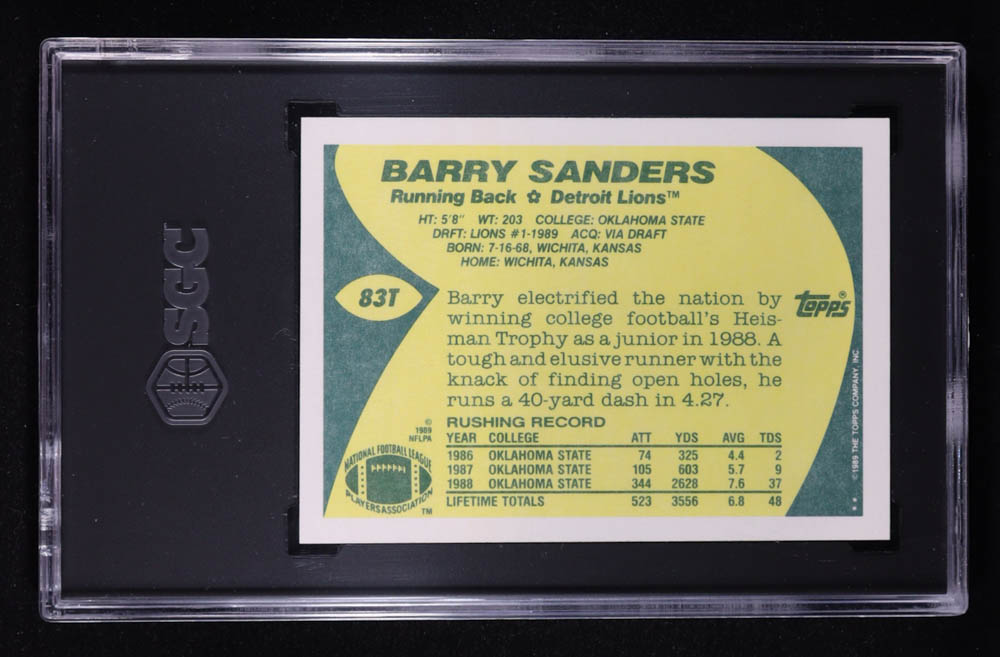 SGC
BARRY SANDERS
Running Back ✿ Detroit Lions™
HT: 5'8" WT: 203 COLLEGE: OKLAHOMA STATE
DRFT: LIONS #1-1989 ACQ: VIA DRAFT
BORN: 7-16-68, WICHITA, KANSAS
HOME: WICHITA, KANSAS
83T
Barry electrified the nation by
winning college football's Heis-
man Trophy as a junior in 1988. A
tough and elusive runner with the
knack of finding open holes, he
runs a 40-yard dash in 4.27.
topps®
RUSHING RECORD
YEAR COLLEGE ATT YDS AVG TDS
1986 OKLAHOMA STATE 74 325 4.4 2
1987 OKLAHOMA STATE 105 603 5.7 9
1988 OKLAHOMA STATE 344 2628 7.6 37
LIFETIME TOTALS 523 3556 6.8 48
©
1989
NFLPA
NATIONAL FOOTBALL LEAGUE
PLAYERS ASSOCIATION
TM
** ©1989 THE TOPPS COMPANY, INC.